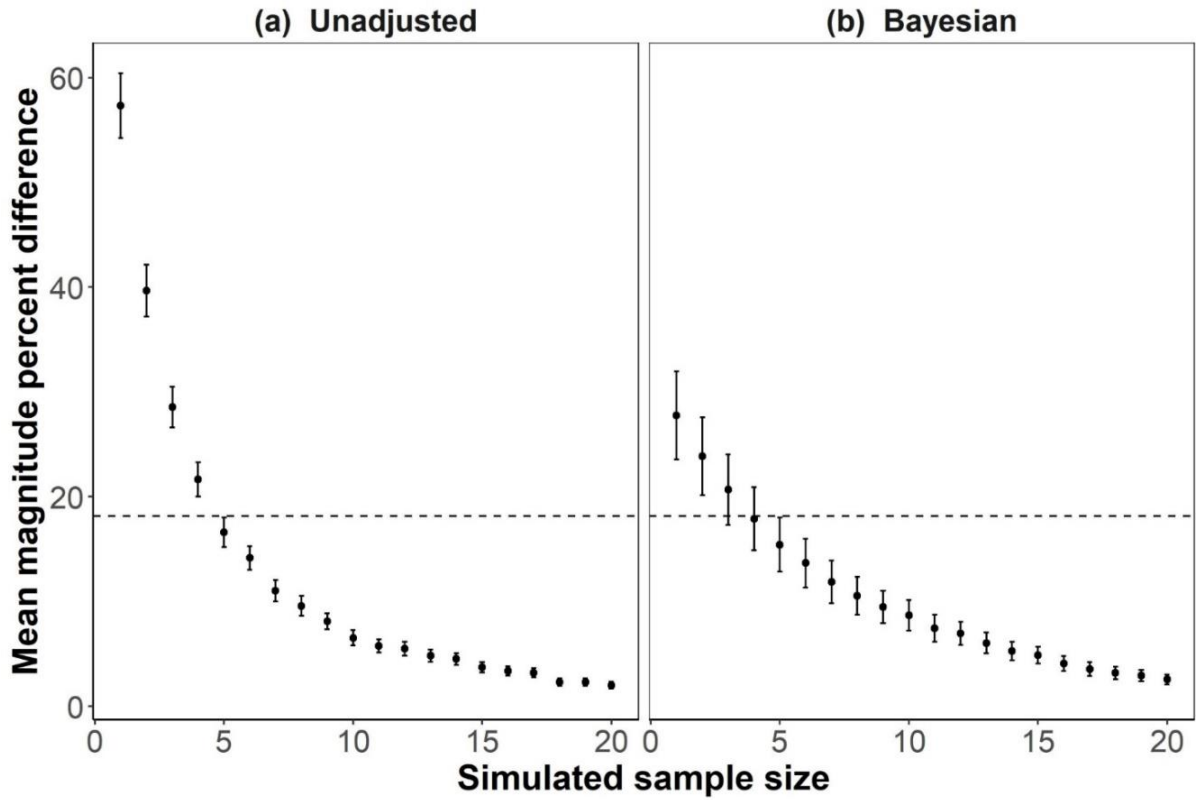 (a) Unadjusted
(b) Bayesian
Mean magnitude percent difference
60
40
20
0
0 5 10 15 20
0 5 10 15 20
Simulated sample size